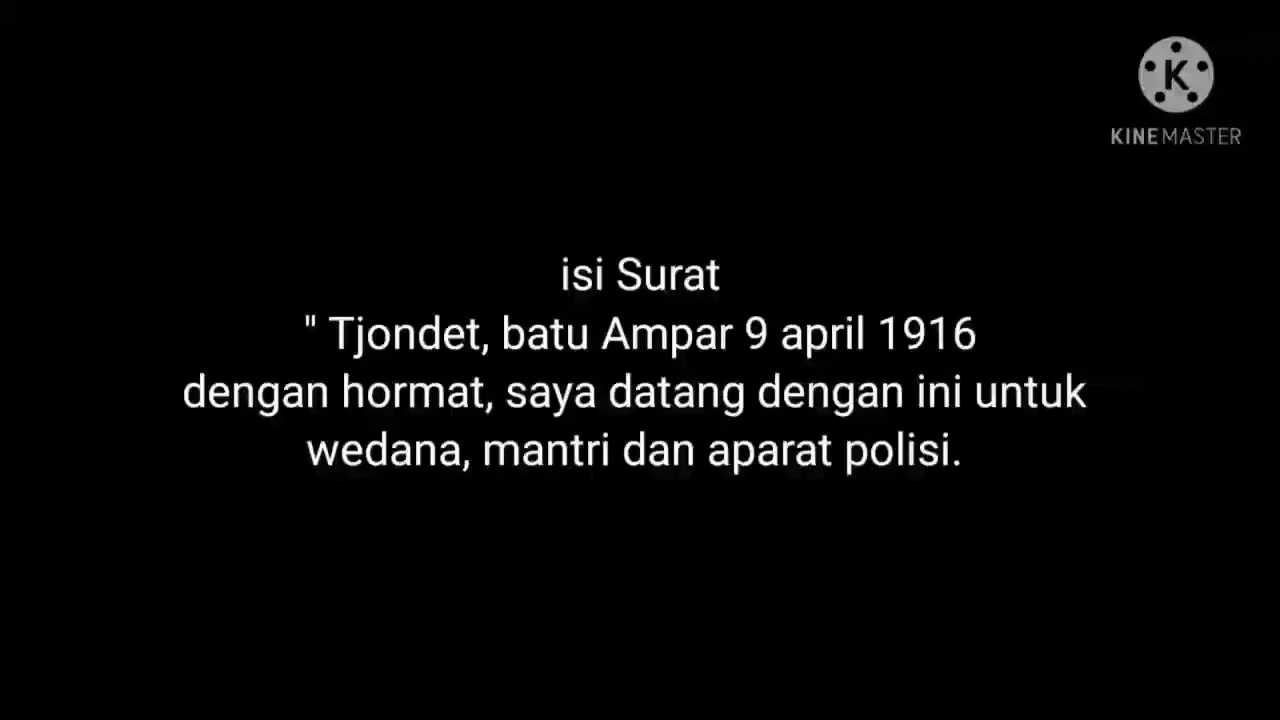 K
KINEMASTER
isi Surat
" Tjondet, batu Ampar 9 april 1916
dengan hormat, saya datang dengan ini untuk
wedana, mantri dan aparat polisi.